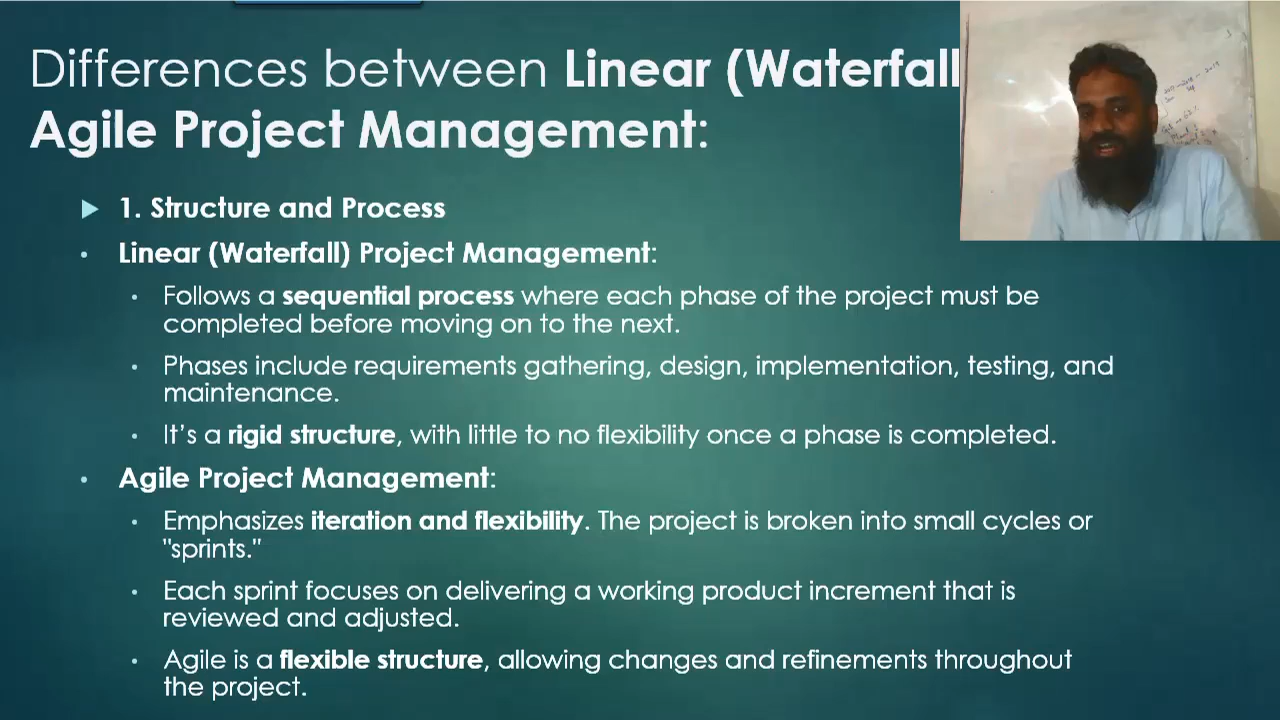 Differences between Linear (Waterfall
Agile Project Management:
1. Structure and Process
Linear (Waterfall) Project Management:
Follows a sequential process where each phase of the project must be
completed before moving on to the next.
Phases include requirements gathering, design, implementation, testing, and
maintenance.
It's a rigid structure, with little to no flexibility once a phase is completed.
Agile Project Management:
Emphasizes iteration and flexibility. The project is broken into small cycles or
"sprints."
Each sprint focuses on delivering a working product increment that is
reviewed and adjusted.
Agile is a flexible structure, allowing changes and refinements throughout
the project.